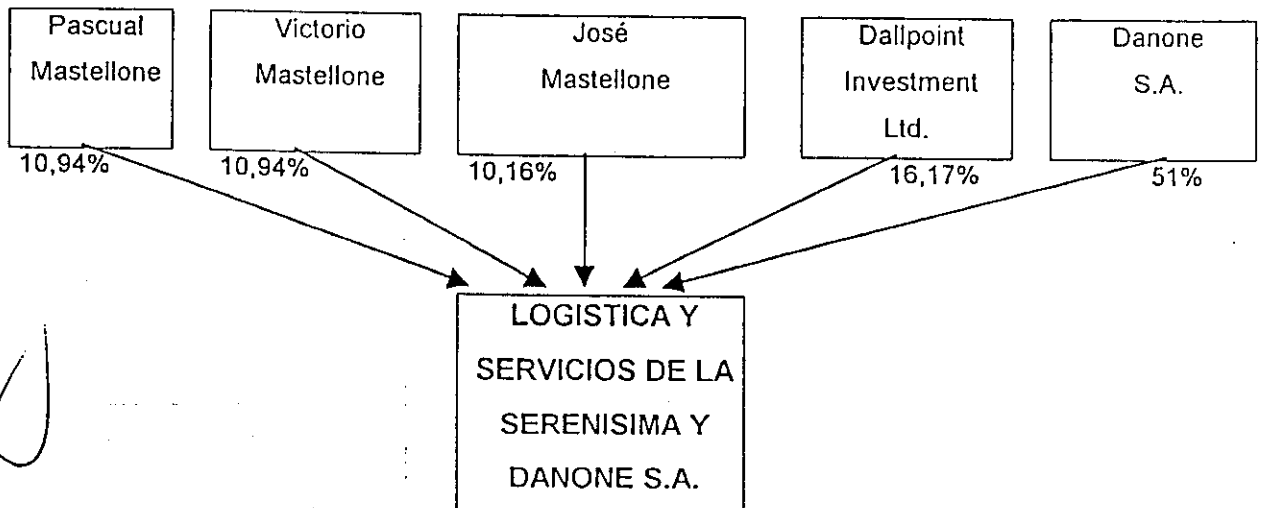 Pascual
Mastellone
Victorio
Mastellone
José
Mastellone
Dallpoint
Investment
Ltd.
Danone
S.A.
10,94%
10,94%
10,16%
16,17%
51%
LOGISTICA Y
SERVICIOS DE LA
SERENISIMA Y
DANONE S.A.